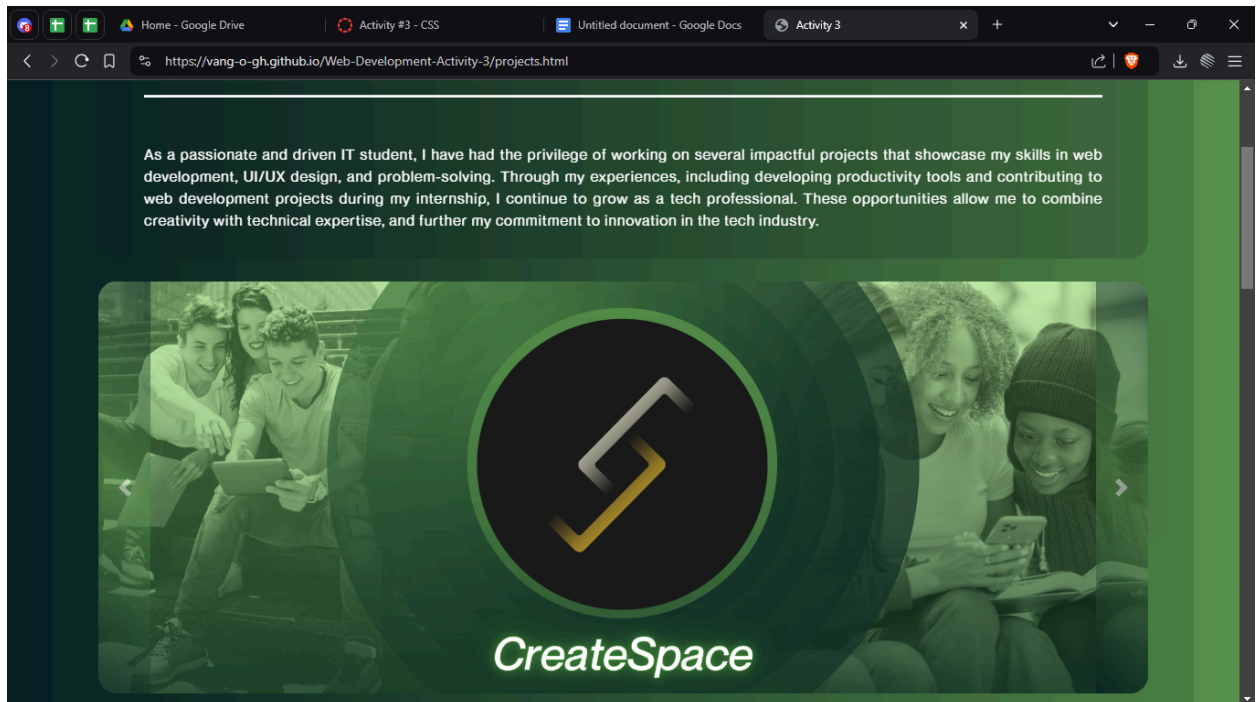 Home - Google Drive
Activity #3 - CSS
Untitled document - Google Docs
Activity 3
https://vang-o-gh.github.io/Web-Development-Activity-3/projects.html
As a passionate and driven IT student, I have had the privilege of working on several impactful projects that showcase my skills in web
development, UI/UX design, and problem-solving. Through my experiences, including developing productivity tools and contributing to
web development projects during my internship, I continue to grow as a tech professional. These opportunities allow me to combine
creativity with technical expertise, and further my commitment to innovation in the tech industry.
CreateSpace